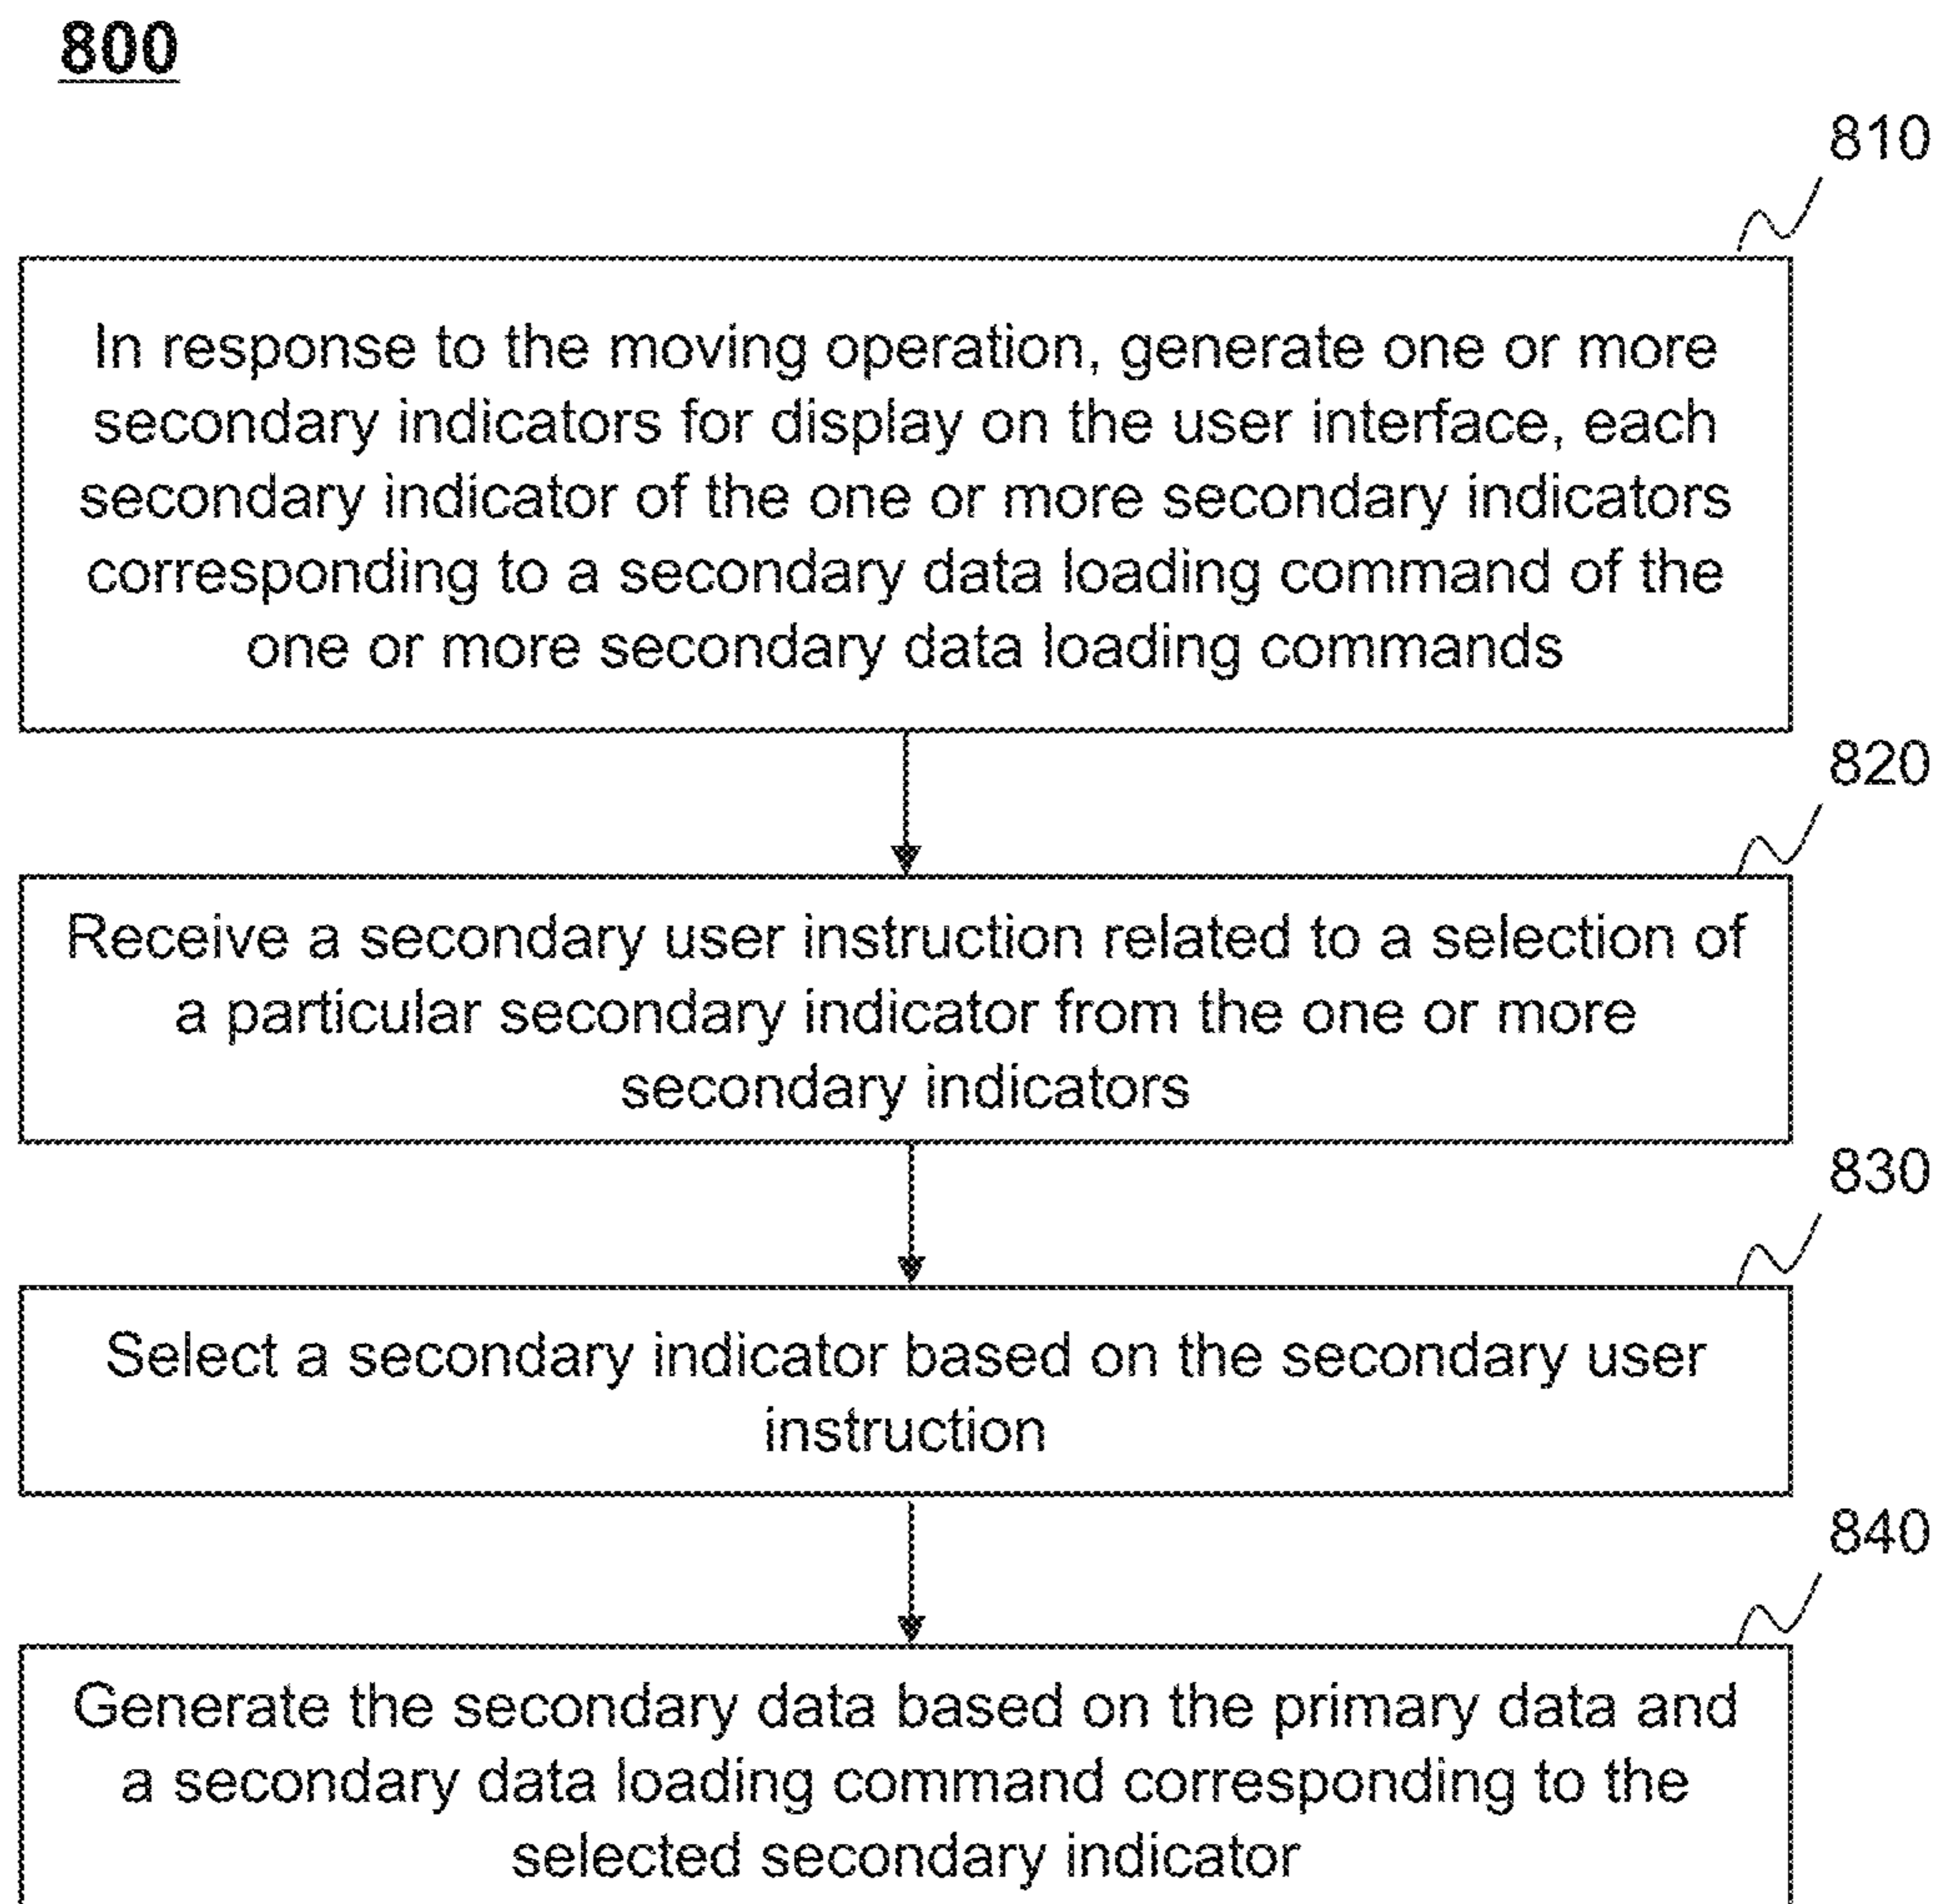 800
810
In response to the moving operation, generate one or more
secondary indicators for display on the user interface, each
secondary indicator of the one or more secondary indicators
corresponding to a secondary data loading command of the
one or more secondary data loading commands
820
Receive a secondary user instruction related to a selection of
a particular secondary indicator from the one or more
secondary indicators
830
Select a secondary indicator based on the secondary user
instruction
840
Generate the secondary data based on the primary data and
a secondary data loading command corresponding to the
selected secondary indicator